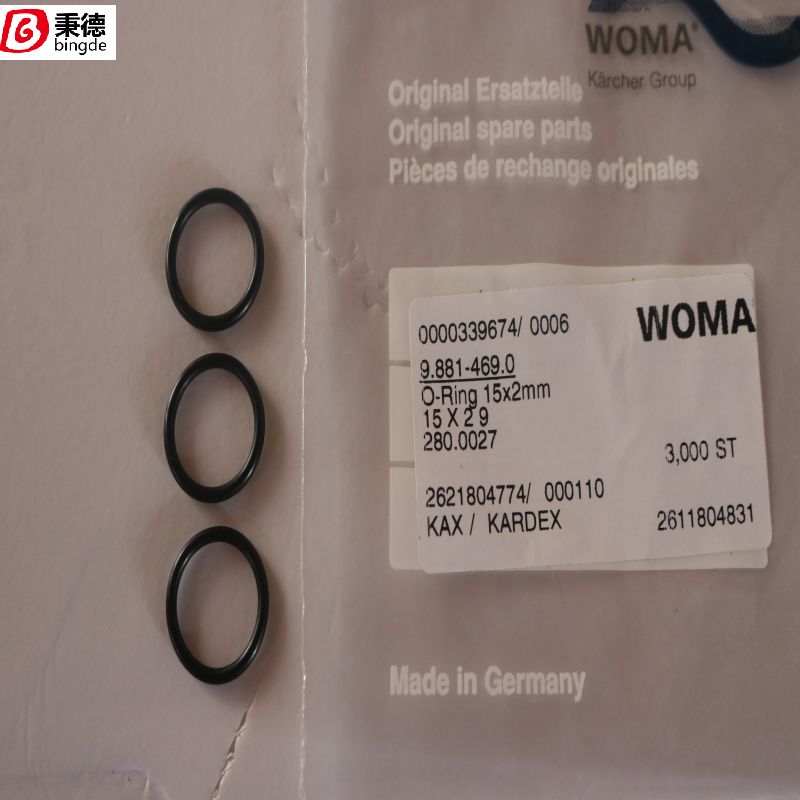 秉德
bingde
WOMA®
Kärcher Group
Original Ersatzteile
Original spare parts
Pièces de rechange originales
WOMA
0000339674/ 0006
9.881-469.0
O-Ring 15x2mm
15 X 2 9
280.0027
3,000 ST
2621804774/ 000110
KAX / KARDEX
2611804831
Made in Germany